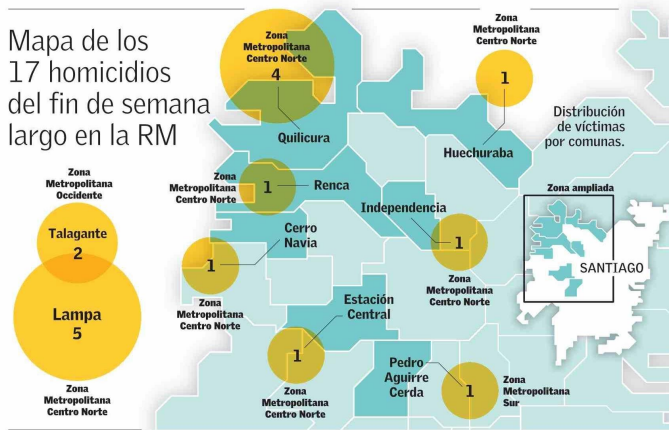 Mapa de los
17 homicidios
del fin de semana
largo en la RM
Zona
Metropolitana
Occidente
Talagante
2
Lampa
5
Zona
Metropolitana
Centro Norte
Zona
Metropolitana
Centro Norte
4
Quilicura
Zona
Metropolitana
Centro Norte
1
Huechuraba
Distribución
de víctimas
por comunas.
Zona
Metropolitana
Centro Norte
1
Renca
Independencia
1
Zona
Metropolitana
Centro Norte
Cerro
Navia
1
Zona
Metropolitana
Centro Norte
Estación
Central
1
Zona
Metropolitana
Centro Norte
Pedro
Aguirre
Cerda
1
Zona
Metropolitana
Sur
Zona ampliada
SANTIAGO